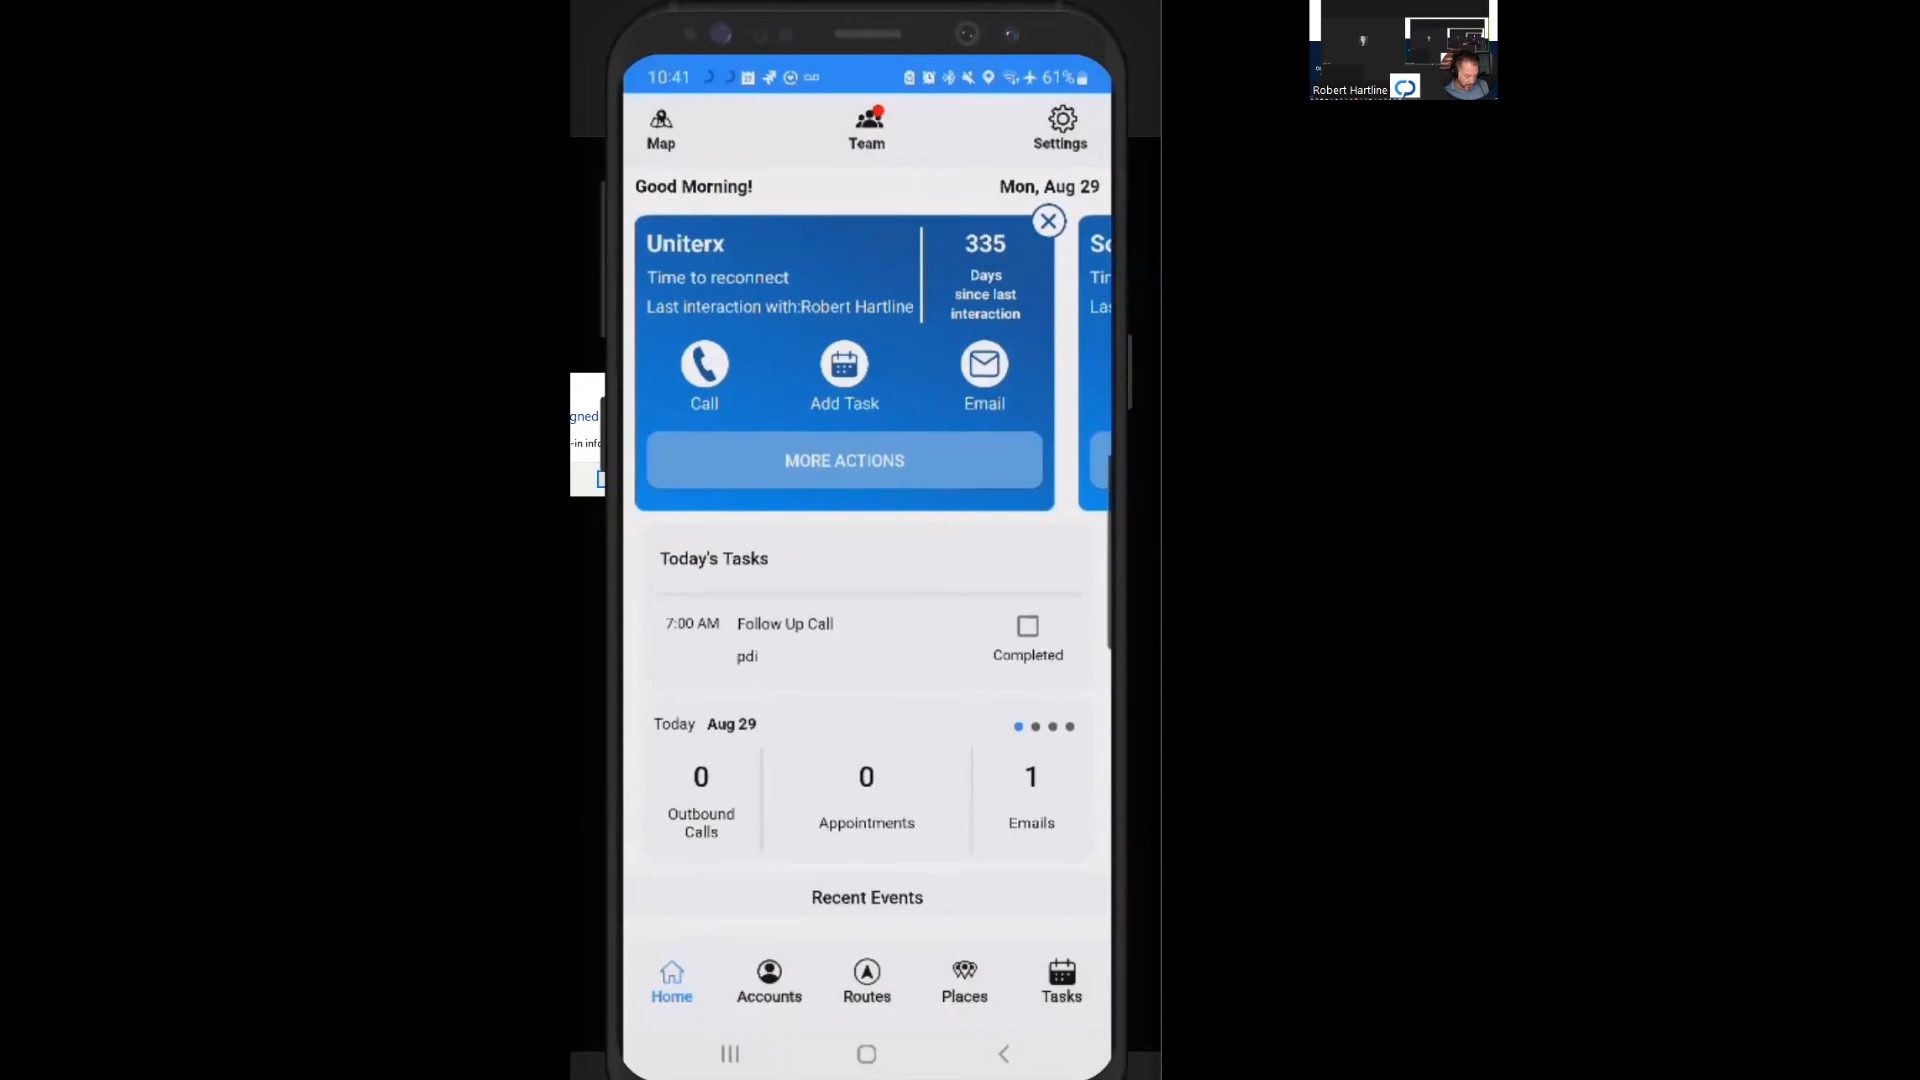 10:41
61%
Map
Team
Settings
Good Morning!
Mon, Aug 29
Uniterx
Time to reconnect
Last interaction with:Robert Hartline
335
Days
since last
interaction
Call
Add Task
Email
MORE ACTIONS
Today's Tasks
7:00 AM Follow Up Call
pdi
Completed
Today Aug 29
0
Outbound
Calls
0
Appointments
1
Emails
Recent Events
Home
Accounts
Routes
Places
Tasks
gned
-in info
Robert Hartline